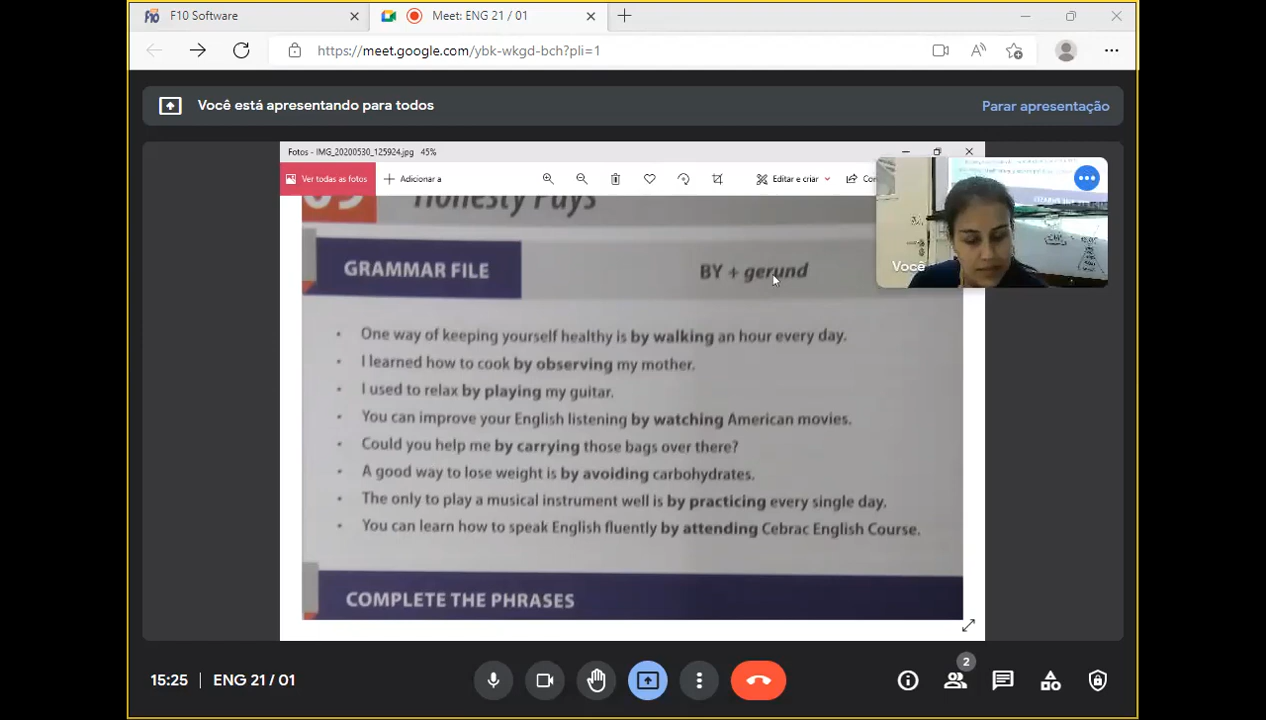 F10 Software
Meet: ENG 21 / 01
https://meet.google.com/ybk-wkgd-bch?pli=1
Você está apresentando para todos
Parar apresentação
Fotos - IMG_20200530_125924.jpg 45%
Ver todas as fotos
Adicionar a
Editar e criar
Honesty Pays
GRAMMAR FILE
BY + gerund
Você
• One way of keeping yourself healthy is by walking an hour every day.
• I learned how to cook by observing my mother.
• I used to relax by playing my guitar.
• You can improve your English listening by watching American movies.
• Could you help me by carrying those bags over there?
• A good way to lose weight is by avoiding carbohydrates.
• The only to play a musical instrument well is by practicing every single day.
• You can learn how to speak English fluently by attending Cebrac English Course.
COMPLETE THE PHRASES
2
15:25 | ENG 21 / 01